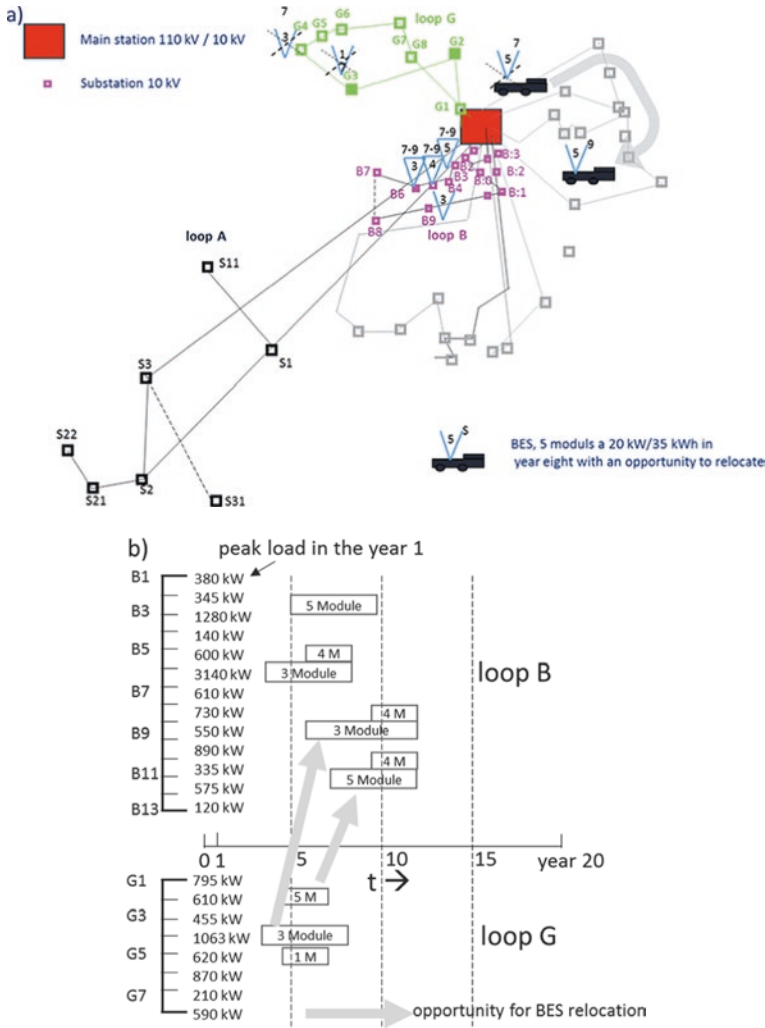 a)
Main station 110 kV / 10 kV
Substation 10 kV
7
3
G4
G5
G6
loop G
1
7
G7
G8
G2
G3
G1
7
5
5
9
7-9
7-9
7-9
3
4
5
B7
B6
B2
B3
B4
B:0
B:3
B:2
B:1
3
B9
B8
loop B
loop A
S11
S1
S3
S22
S21
S2
S31
5
S
BES, 5 moduls a 20 kW/35 kWh in
year eight with an opportunity to relocate
b)
peak load in the year 1
B1
380 kW
345 kW
B3
1280 kW
5 Module
140 kW
B5
600 kW
4 M
3140 kW
3 Module
B7
610 kW
730 kW
4 M
B9
550 kW
3 Module
890 kW
4 M
B11
335 kW
5 Module
575 kW
B13
120 kW
loop B
0 1 5 10 15 year 20
t →
G1
795 kW
610 kW
5 M
G3
455 kW
1063 kW
3 Module
G5
620 kW
1 M
870 kW
G7
210 kW
590 kW
loop G
opportunity for BES relocation